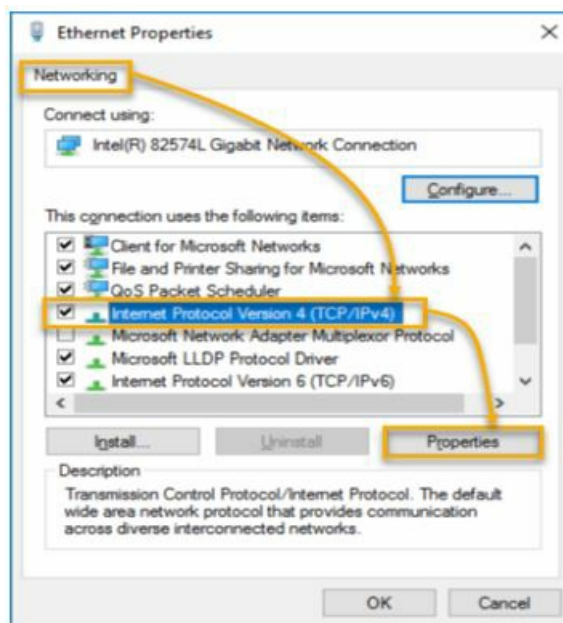 Ethernet Properties
Networking
Connect using:
Intel(R) 82574L Gigabit Network Connection
Configure...
This connection uses the following items:
Client for Microsoft Networks
File and Printer Sharing for Microsoft Networks
QoS Packet Scheduler
Internet Protocol Version 4 (TCP/IPv4)
Microsoft Network Adapter Multiplexor Protocol
Microsoft LLDP Protocol Driver
Internet Protocol Version 6 (TCP/IPv6)
Install...
Uninstall
Properties
Description
Transmission Control Protocol/Internet Protocol. The default
wide area network protocol that provides communication
across diverse interconnected networks.
OK
Cancel